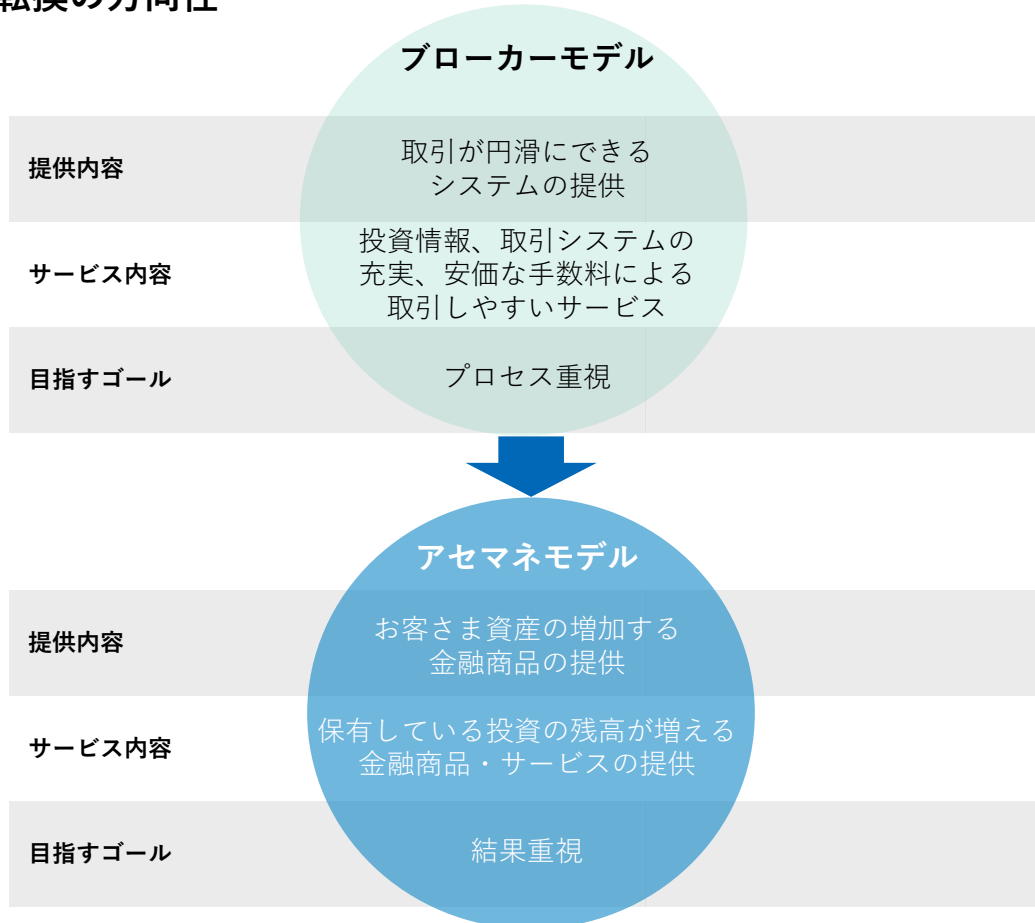 転換の方向性
ブローカーモデル
提供内容
取引が円滑にできる
システムの提供
サービス内容
投資情報、取引システムの
充実、安価な手数料による
取引しやすいサービス
目指すゴール
プロセス重視
アセマネモデル
提供内容
お客さま資産の増加する
金融商品の提供
サービス内容
保有している投資の残高が増える
金融商品・サービスの提供
目指すゴール
結果重視